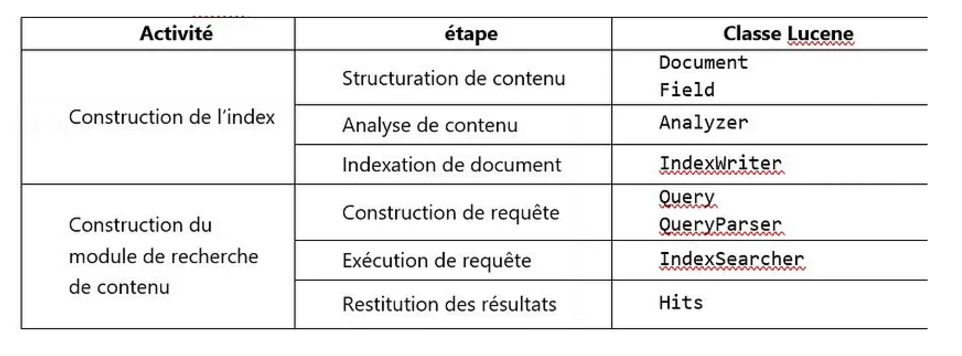 Activité étape Classe Lucene
Construction de l’index
Structuration de contenu
Document
Field
Analyse de contenu Analyzer
Indexation de document IndexWriter
Construction du
module de recherche
de contenu
Construction de requête
Query
QueryParser
Exécution de requête IndexSearcher
Restitution des résultats Hits